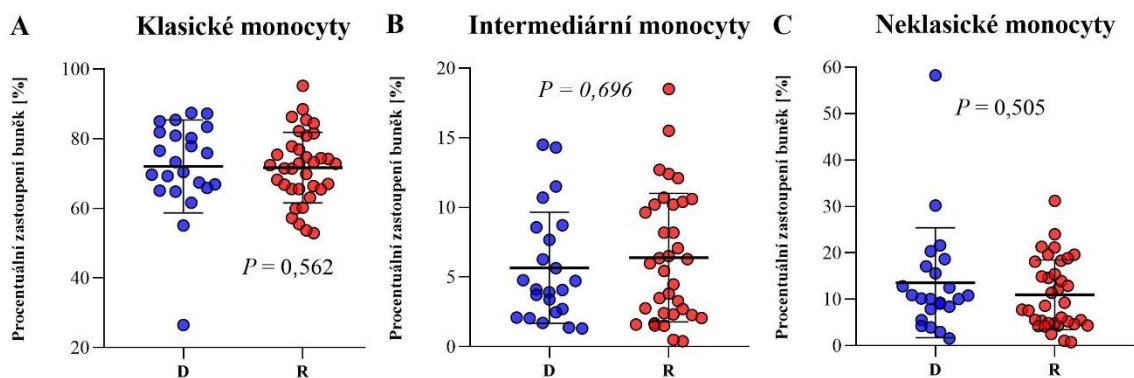 A Klasické monocyty
Procentuální zastoupení buněk [%]
100
80
60
40
20
P = 0,562
D R
B Intermediární monocyty
Procentuální zastoupení buněk [%]
20
15
10
5
0
P = 0,696
D R
C Neklasické monocyty
Procentuální zastoupení buněk [%]
60
50
40
30
20
10
0
P = 0,505
D R